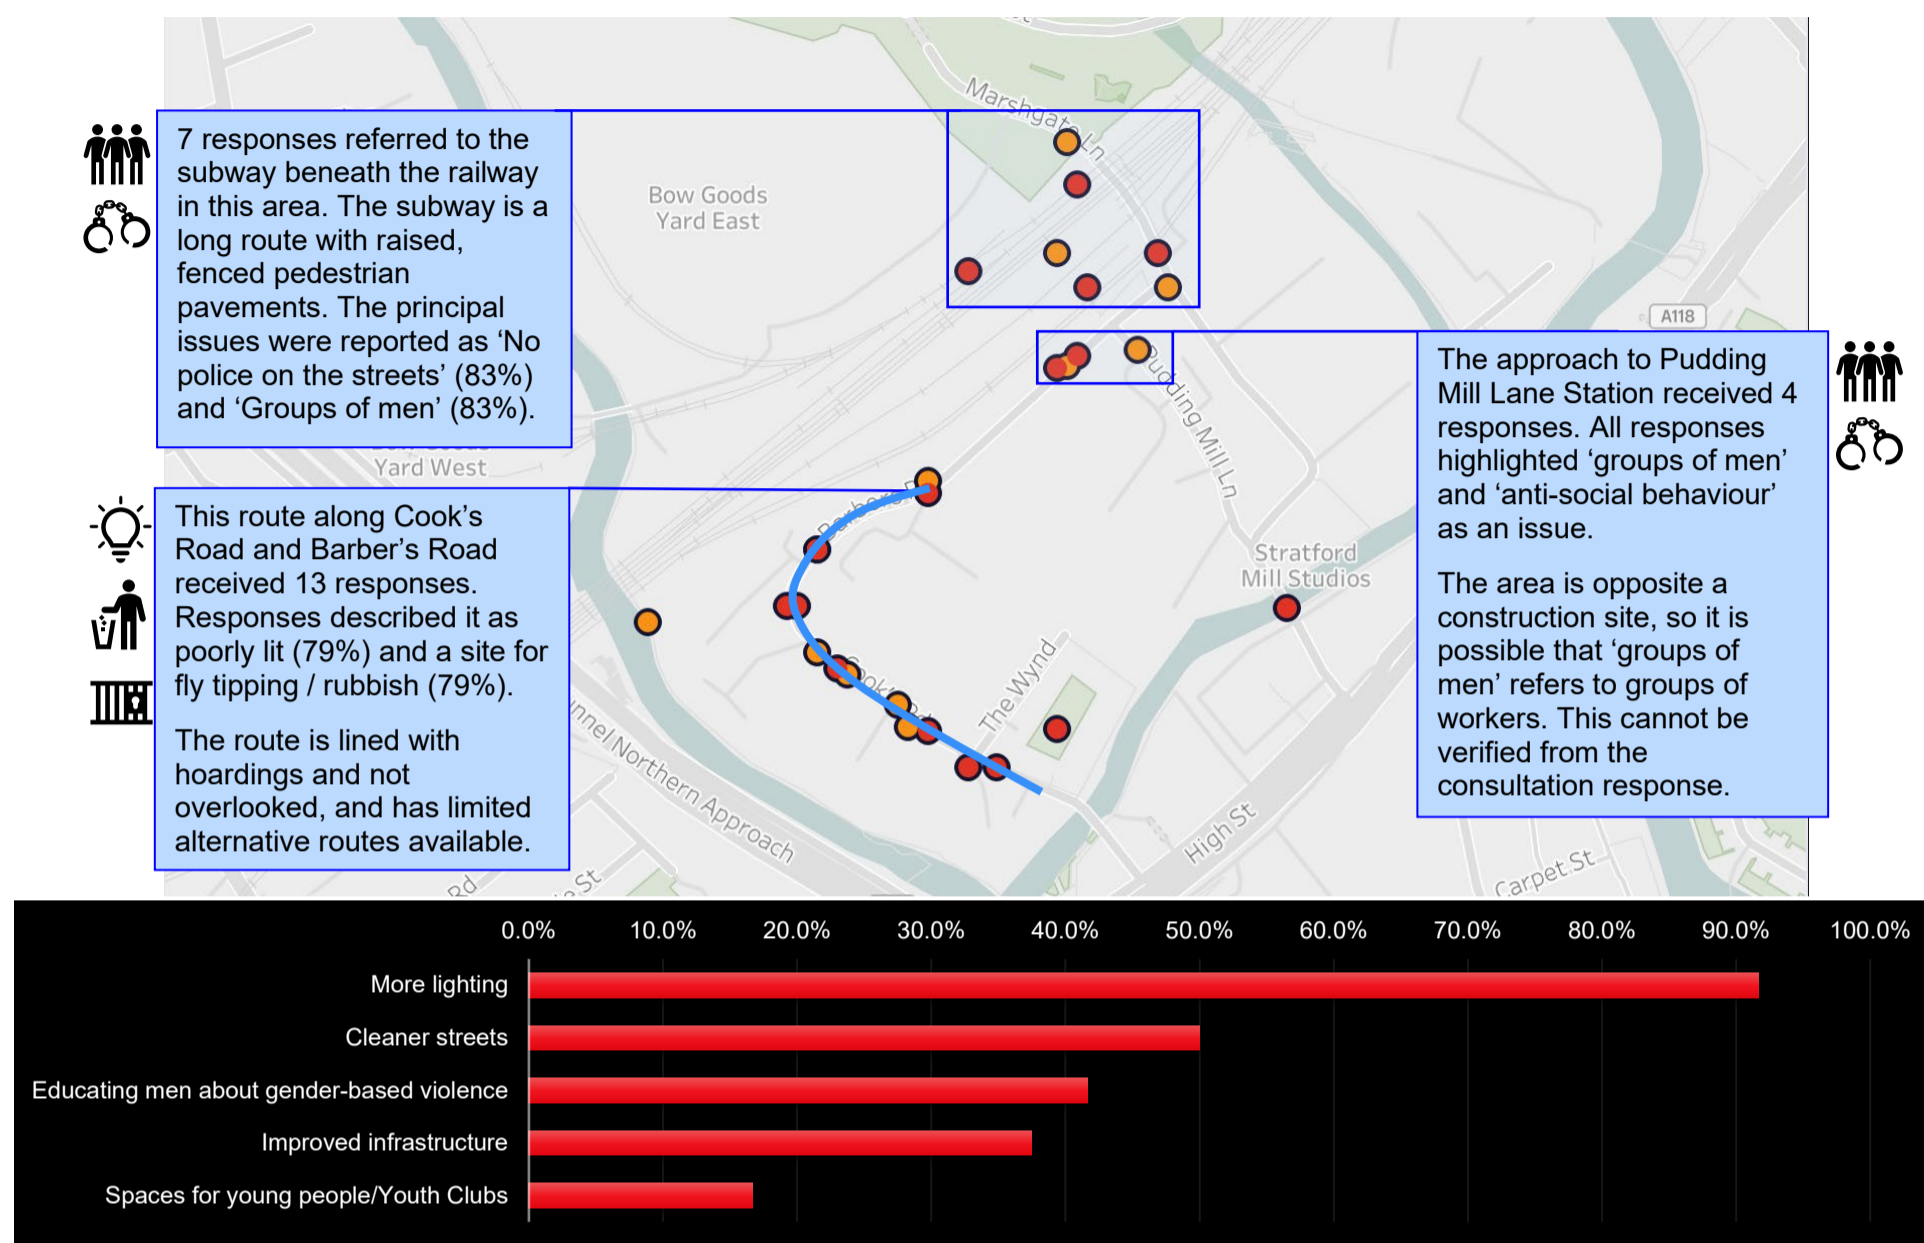 Marshgate Ln
7 responses referred to the
subway beneath the railway
in this area. The subway is a
long route with raised,
fenced pedestrian
pavements. The principal
issues were reported as ‘No
police on the streets’ (83%)
and ‘Groups of men’ (83%).
Bow Goods
Yard East
A118
Pudding Mill Ln
The approach to Pudding
Mill Lane Station received 4
responses. All responses
highlighted ‘groups of men’
and ‘anti-social behaviour’
as an issue.
The area is opposite a
construction site, so it is
possible that ‘groups of
men’ refers to groups of
workers. This cannot be
verified from the
consultation response.
Yard West
This route along Cook’s
Road and Barber’s Road
received 13 responses.
Responses described it as
poorly lit (79%) and a site for
fly tipping / rubbish (79%).
The route is lined with
hoardings and not
overlooked, and has limited
alternative routes available.
Stratford
Mill Studios
The Wynd
Northern Approach
High St
Carpet St
Rd
St
0.0% 10.0% 20.0% 30.0% 40.0% 50.0% 60.0% 70.0% 80.0% 90.0% 100.0%
More lighting
Cleaner streets
Educating men about gender-based violence
Improved infrastructure
Spaces for young people/Youth Clubs